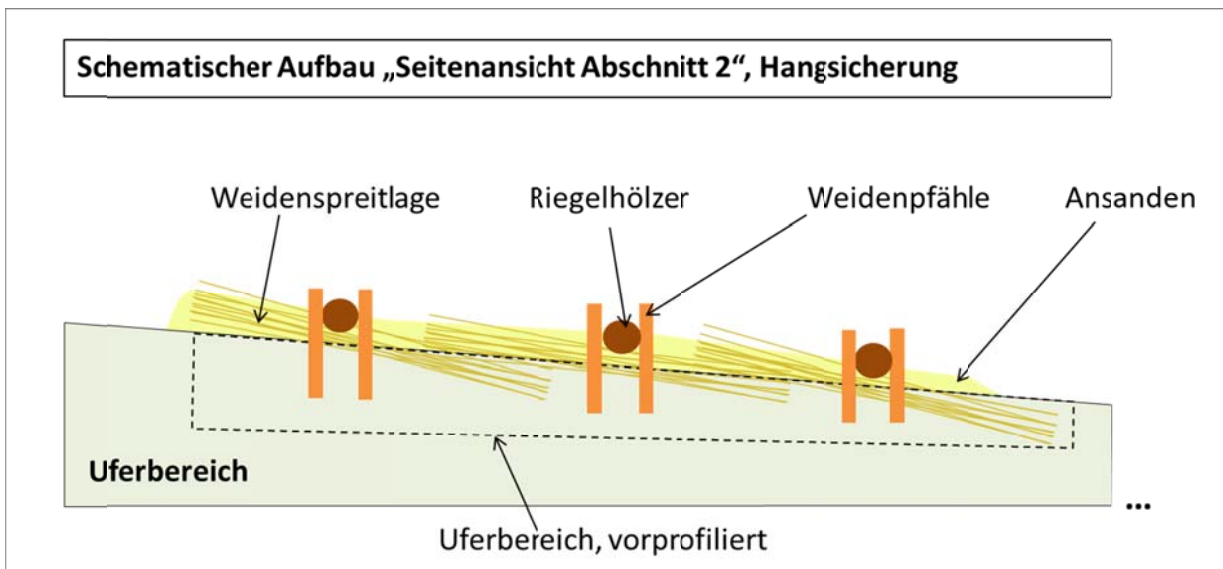 Schematischer Aufbau „Seitenansicht Abschnitt 2“, Hangsicherung
Weidenspreitlage
Riegelhölzer
Weidenpfähle
Ansanden
Uferbereich
...
Uferbereich, vorprofiliert